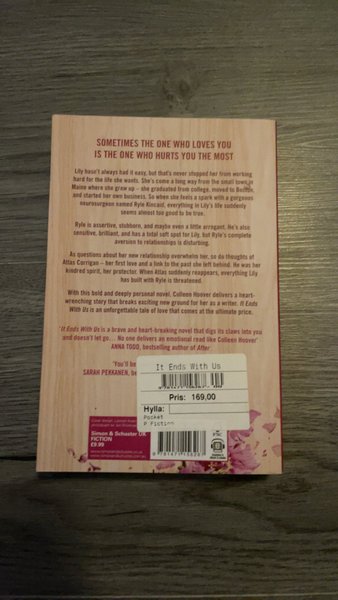 SOMETIMES THE ONE WHO LOVES YOU
IS THE ONE WHO HURTS YOU THE MOST
Lily hasn't always had it easy, but that's never stopped her from working
hard for the life she wants. She's come a long way from the small town in
Maine where she grew up – she graduated from college, moved to Boston,
and started her own business. So when she feels a spark with a gorgeous
neurosurgeon named Ryle Kincaid, everything in Lily's life suddenly
seems almost too good to be true.
Ryle is assertive, stubborn, and maybe even a little arrogant. He's also
sensitive, brilliant, and has a total soft spot for Lily, but Ryle's complete
aversion to relationships is disturbing.
As questions about her new relationship overwhelm her, so do thoughts of
Atlas Corrigan – her first love and a link to the past she left behind. He was her
kindred spirit, her protector. When Atlas suddenly reappears, everything Lily
has built with Ryle is threatened.
With this bold and deeply personal novel, Colleen Hoover delivers a heart-
wrenching story that breaks exciting new ground for her as a writer. It Ends
With Us is an unforgettable tale of love that comes at the ultimate price.
'It Ends With Us is a brave and heart-breaking novel that digs its claws into you
and doesn't let go... No one delivers an emotional read like Colleen Hoover'
ANNA TODD, bestselling author of After
'You'll
SARAH PEKKANEN, be
It Ends With Us
Pris: 169,00
Hylla:
Pocket
P Fiction
Simon & Schuster UK
FICTION
£9.99